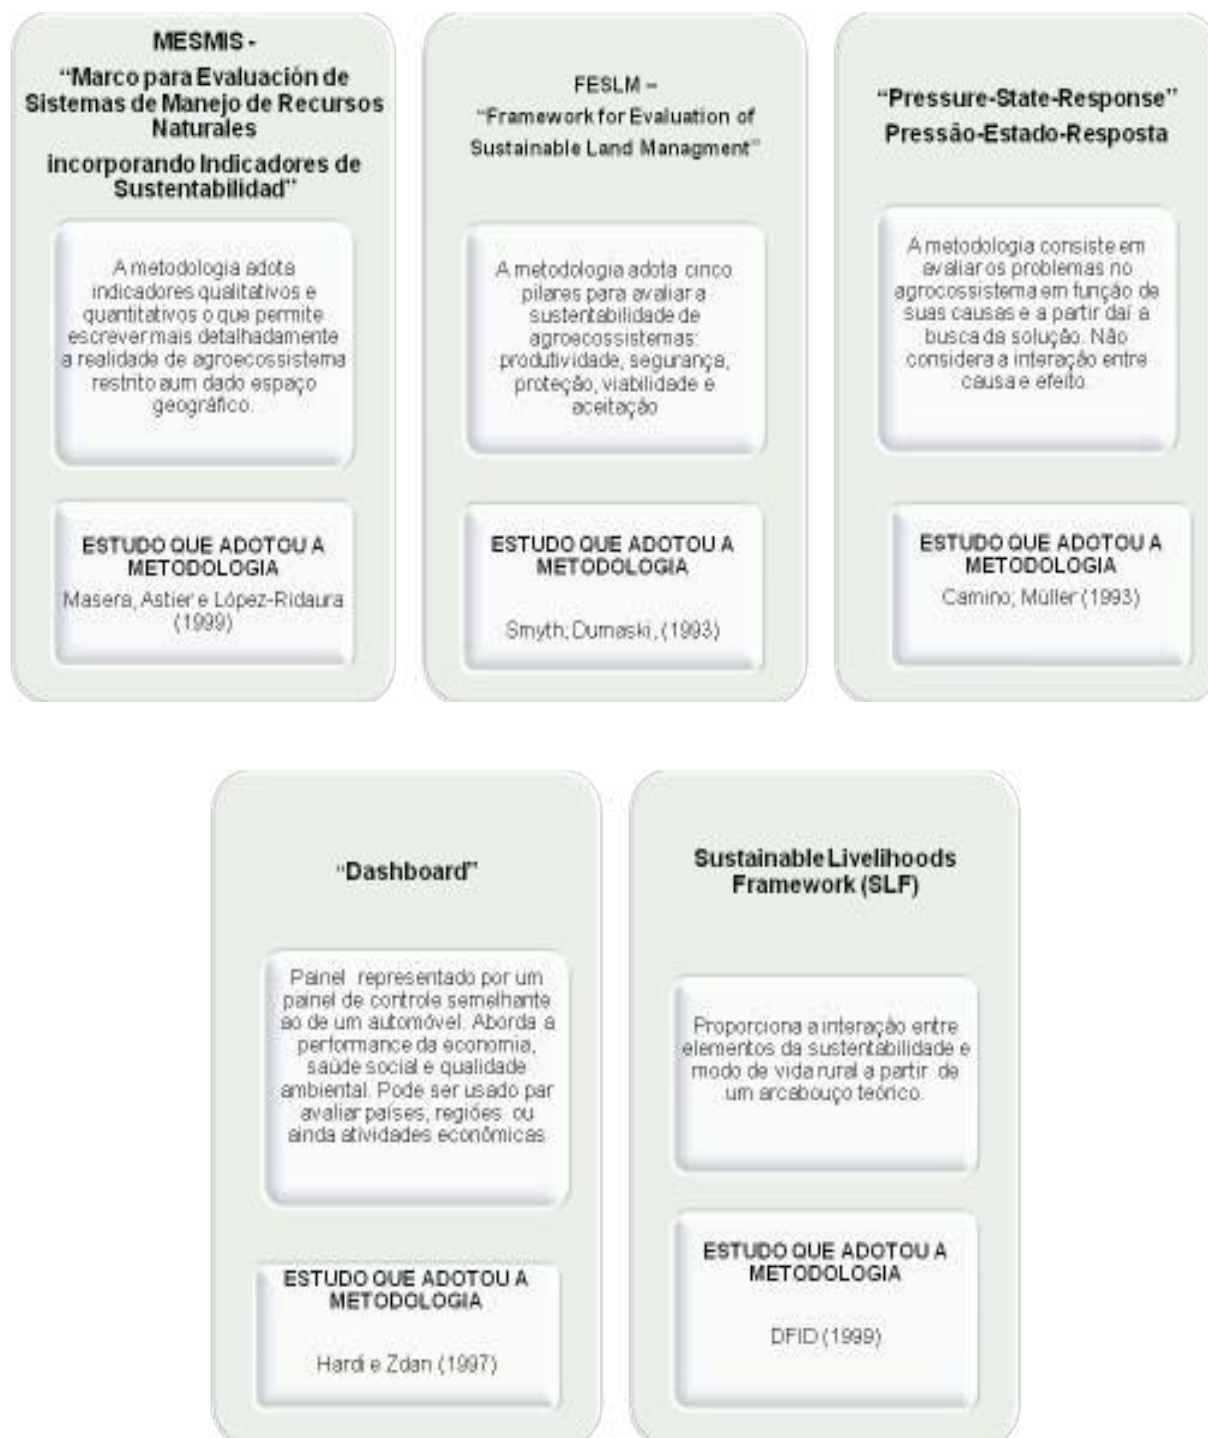 MESMIS -
“Marco para Evaluación de
Sistemas de Manejo de Recursos
Naturales
incorporando Indicadores de
Sustentabilidad”
A metodologia adota
indicadores qualitativos e
quantitativos o que permite
escrever mais detalhadamente
a realidade de agroecossistema
restrito aum dado espaço
geográfico.
ESTUDO QUE ADOTOU A
METODOLOGIA
Masera, Astier e López-Ridaura
(1999)
FESLM –
“Framework for Evaluation of
Sustainable Land Managment”
A metodologia adota cinco
pilares para avaliar a
sustentabilidade de
agroecossistemas:
produtividade, segurança,
proteção, viabilidade e
aceitação
ESTUDO QUE ADOTOU A
METODOLOGIA
Smyth; Dumaski, (1993)
“Pressure-State-Response”
Pressão-Estado-Resposta
A metodologia consiste em
avaliar os problemas no
agrocossistema em função de
suas causas e a partir daí a
busca da solução. Não
considera a interação entre
causa e efeito.
ESTUDO QUE ADOTOU A
METODOLOGIA
Camino; Müller (1993)
“Dashboard”
Painel representado por um
painel de controle semelhante
ao de um automóvel. Aborda a
performance da economia,
saúde social e qualidade
ambiental. Pode ser usado par
avaliar países, regiões ou
ainda atividades econômicas
ESTUDO QUE ADOTOU A
METODOLOGIA
Hardi e Zdan (1997)
Sustainable Livelihoods
Framework (SLF)
Proporciona a interação entre
elementos da sustentabilidade e
modo de vida rural a partir de
um arcabouço teórico.
ESTUDO QUE ADOTOU A
METODOLOGIA
DFID (1999)